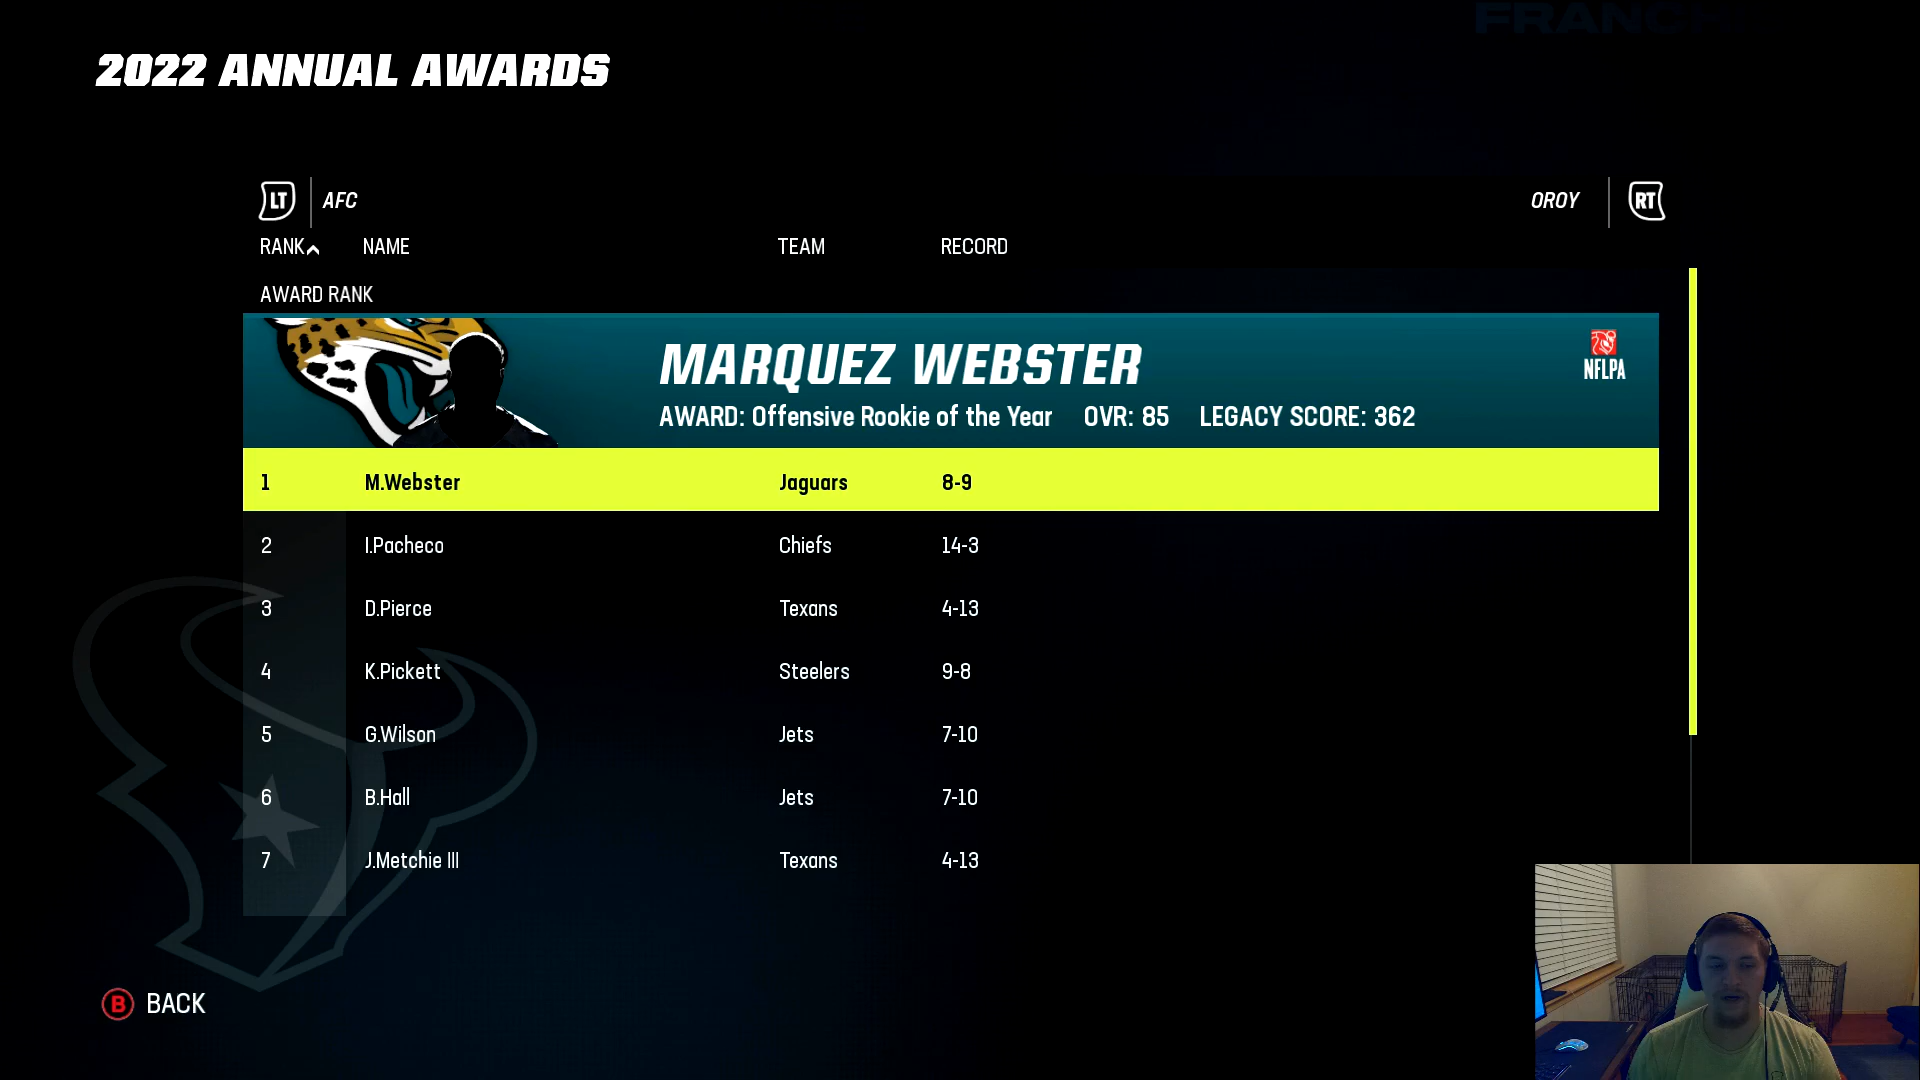 FRANCH
2022 ANNUAL AWARDS
LT AFC OROY RT
RANK NAME TEAM RECORD
AWARD RANK
MARQUEZ WEBSTER
NFLPA
AWARD: Offensive Rookie of the Year OVR: 85 LEGACY SCORE: 362
1 M.Webster Jaguars 8-9
2 I.Pacheco Chiefs 14-3
3 D.Pierce Texans 4-13
4 K.Pickett Steelers 9-8
5 G.Wilson Jets 7-10
6 B.Hall Jets 7-10
7 J.Metchie III Texans 4-13
B BACK